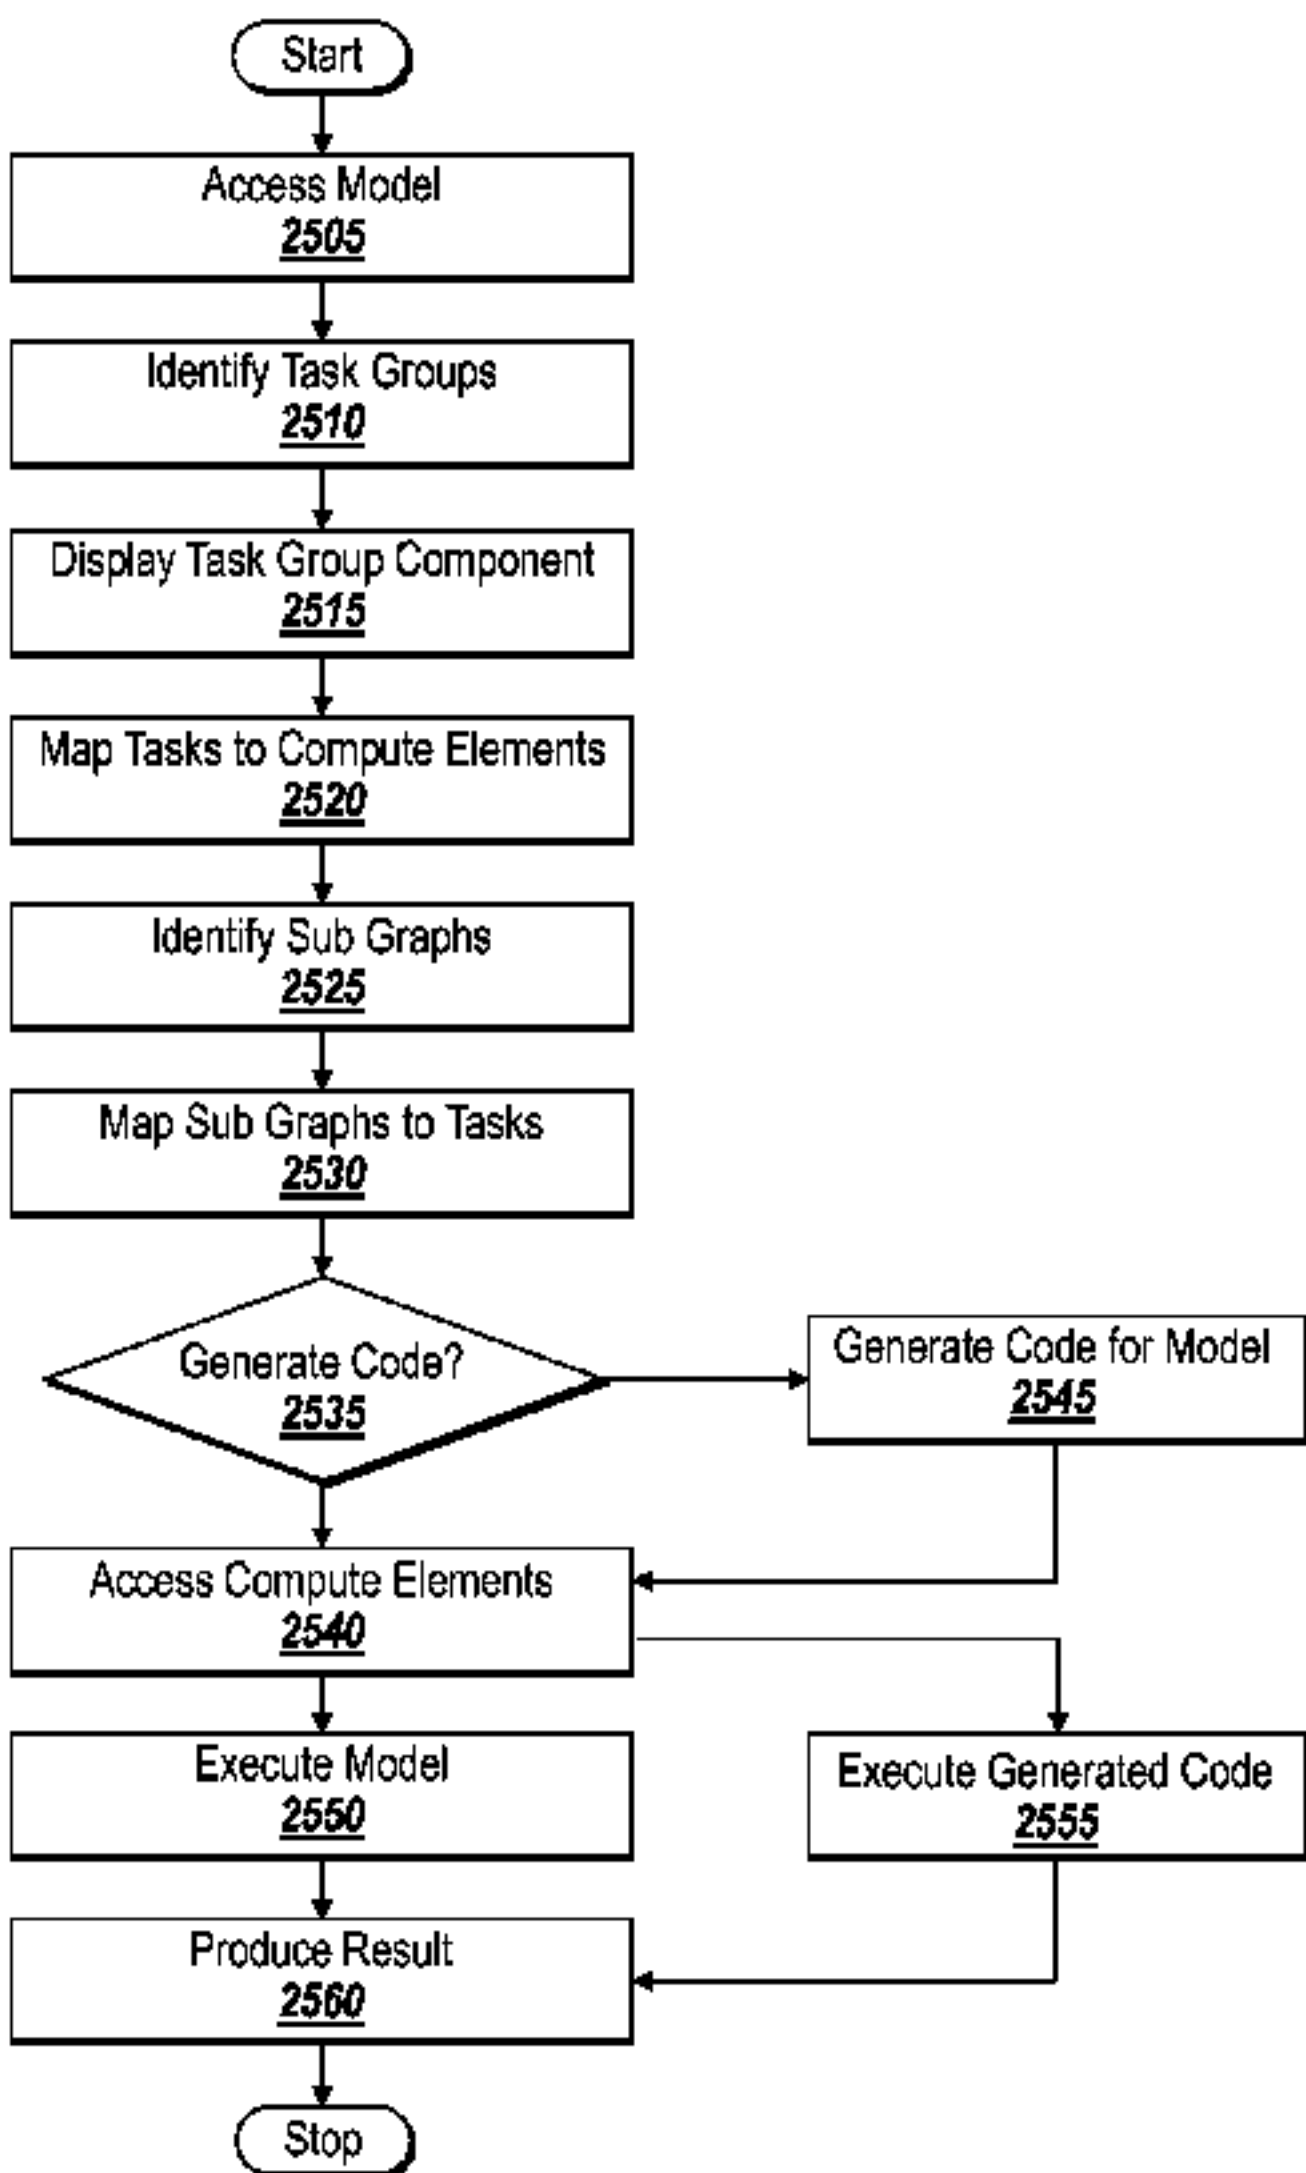 Start
Access Model
2505
Identify Task Groups
2510
Display Task Group Component
2515
Map Tasks to Compute Elements
2520
Identify Sub Graphs
2525
Map Sub Graphs to Tasks
2530
Generate Code?
2535
Generate Code for Model
2545
Access Compute Elements
2540
Execute Model
2550
Execute Generated Code
2555
Produce Result
2560
Stop